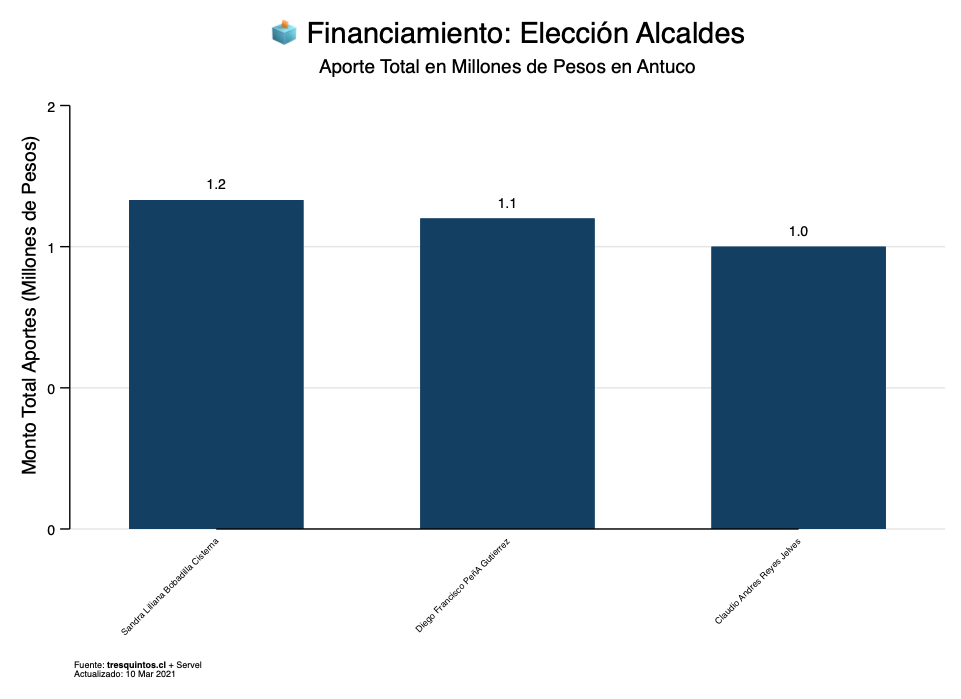 Financiamiento: Elección Alcaldes
Aporte Total en Millones de Pesos en Antuco
Monto Total Aportes (Millones de Pesos)
2
1
0
0
1.2
1.1
1.0
Sandra Liliana Bobadilla Cisterna
Diego Francisco PeñA Gutierrez
Claudio Andres Reyes Jelves
Fuente: tresquintos.cl + Servel
Actualizado: 10 Mar 2021